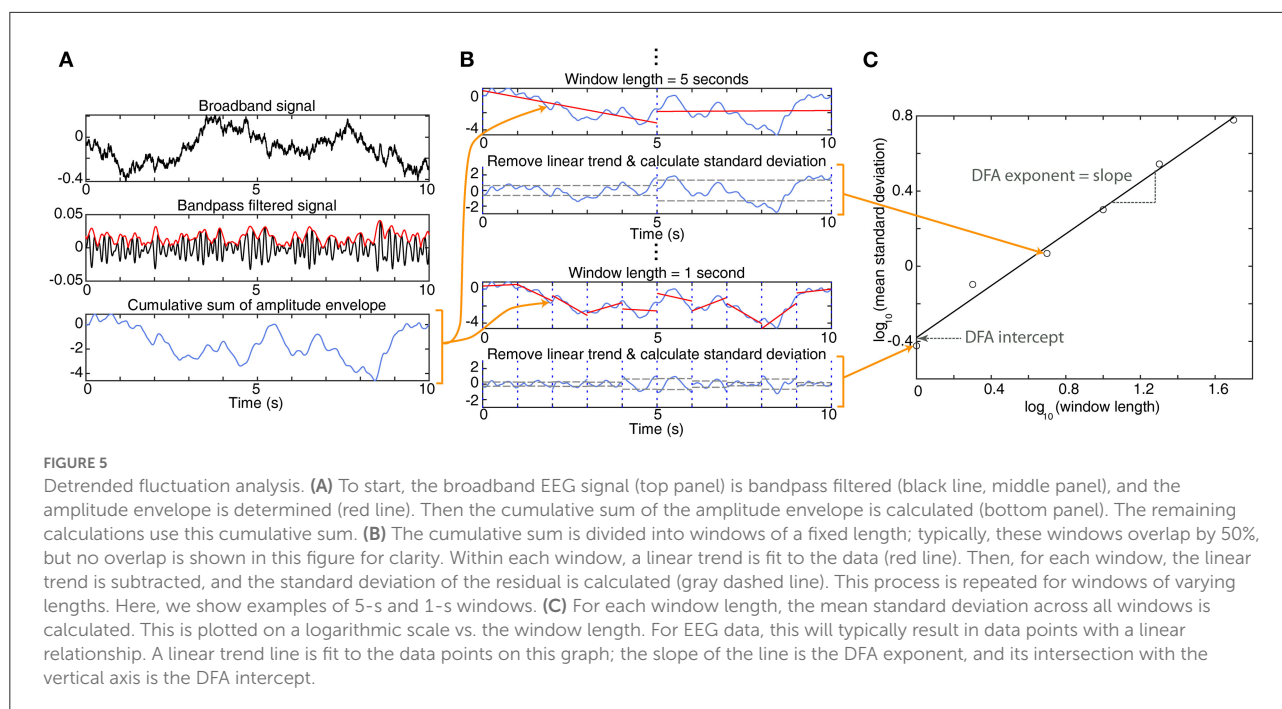 A
Broadband signal
0
-0.4
0
5
10
Bandpass filtered signal
0.05
0
-0.05
0
5
10
Cumulative sum of amplitude envelope
0
-2
-4
0
5
10
Time (s)
B
Window length = 5 seconds
0
-4
0
5
10
Remove linear trend & calculate standard deviation
2
0
-2
0
5
10
Time (s)
Window length = 1 second
0
-4
0
5
10
Remove linear trend & calculate standard deviation
2
0
-2
0
5
10
Time (s)
C
0.8
0.4
0
-0.4
log10(mean standard deviation)
DFA exponent = slope
DFA intercept
0
0.4
0.8
1.2
1.6
log10(window length)
FIGURE 5
Detrended fluctuation analysis. (A) To start, the broadband EEG signal (top panel) is bandpass filtered (black line, middle panel), and the
amplitude envelope is determined (red line). Then the cumulative sum of the amplitude envelope is calculated (bottom panel). The remaining
calculations use this cumulative sum. (B) The cumulative sum is divided into windows of a fixed length; typically, these windows overlap by 50%,
but no overlap is shown in this figure for clarity. Within each window, a linear trend is fit to the data (red line). Then, for each window, the linear
trend is subtracted, and the standard deviation of the residual is calculated (gray dashed line). This process is repeated for windows of varying
lengths. Here, we show examples of 5-s and 1-s windows. (C) For each window length, the mean standard deviation across all windows is
calculated. This is plotted on a logarithmic scale vs. the window length. For EEG data, this will typically result in data points with a linear
relationship. A linear trend line is fit to the data points on this graph; the slope of the line is the DFA exponent, and its intersection with the
vertical axis is the DFA intercept.